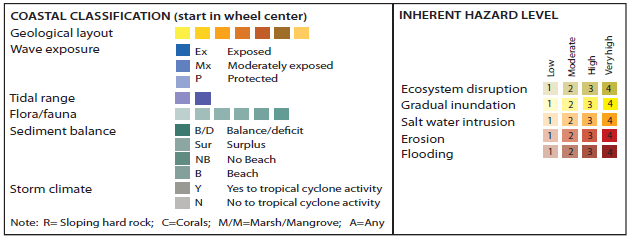 COASTAL CLASSIFICATION (start in wheel center)
Geological layout
Wave exposure
Ex Exposed
Mx Moderately exposed
P Protected
Tidal range
Flora/fauna
Sediment balance
B/D Balance/deficit
Sur Surplus
NB No Beach
B Beach
Storm climate
Y Yes to tropical cyclone activity
N No to tropical cyclone activity
Note: R= Sloping hard rock; C=Corals; M/M=Marsh/Mangrove; A=Any
INHERENT HAZARD LEVEL
Low
Moderate
High
Very high
Ecosystem disruption 1 2 3 4
Gradual inundation 1 2 3 4
Salt water intrusion 1 2 3 4
Erosion 1 2 3 4
Flooding 1 2 3 4